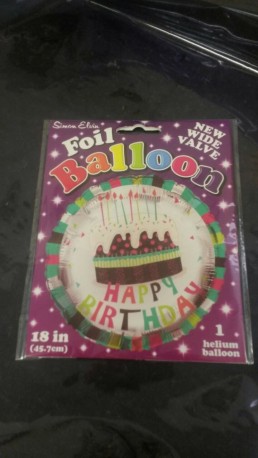 Simon Elvin
Foil
Balloon
NEW
WIDE
VALVE
HAPPY
BIRTHDAY
18 in
(45.7cm)
1
helium
balloon